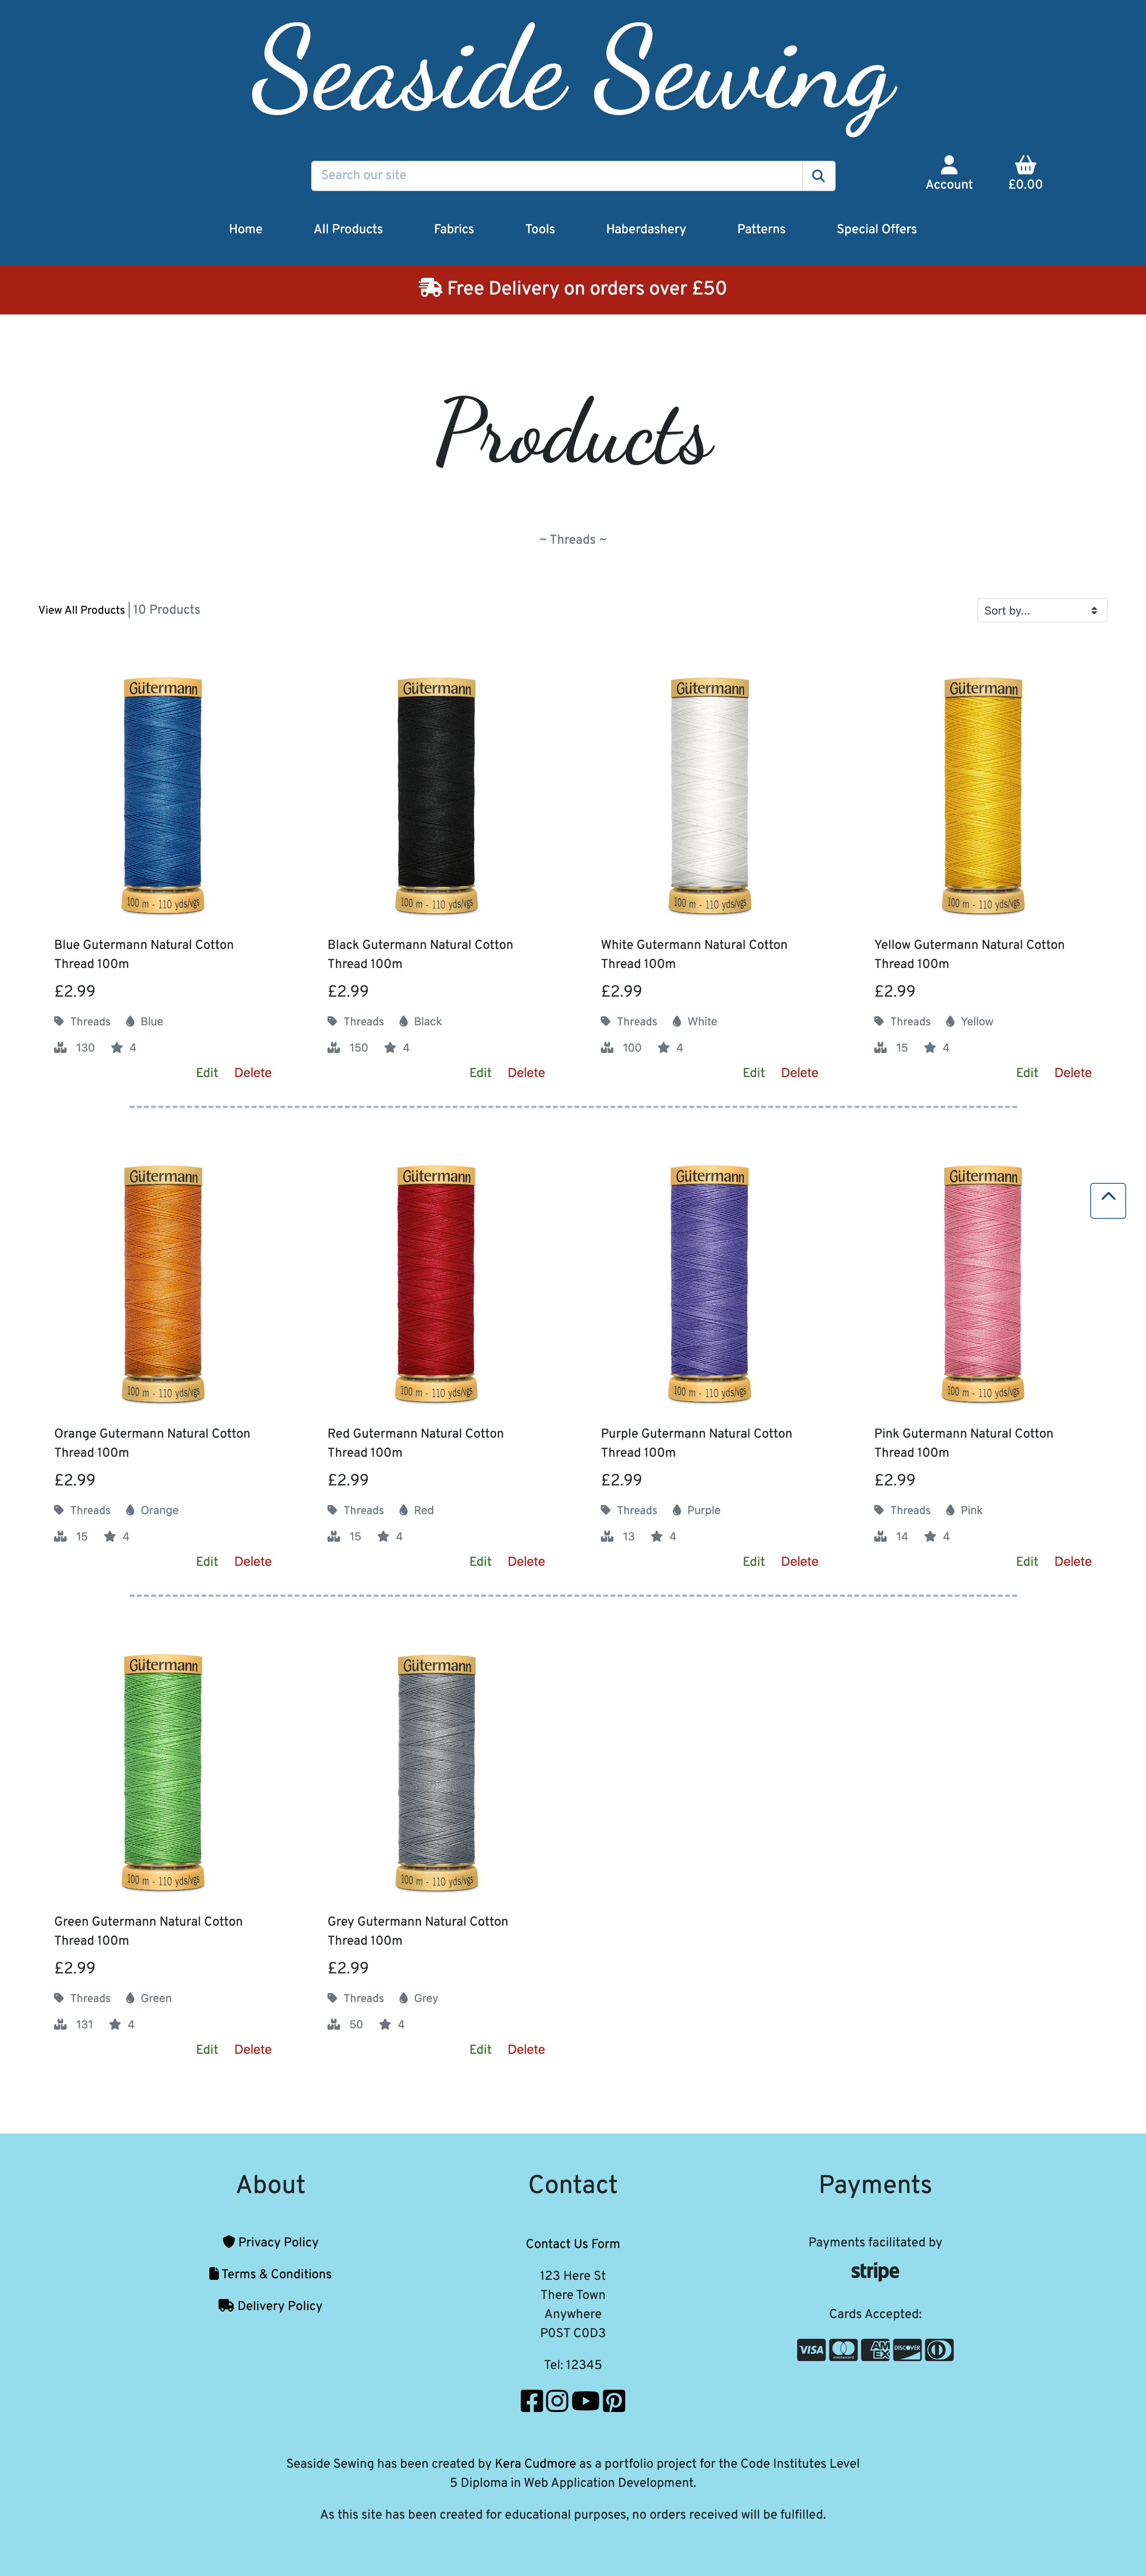 Seaside Sewing
Search our site
Account
£0.00
Home All Products Fabrics Tools Haberdashery Patterns Special Offers
Free Delivery on orders over £50
Products
~ Threads ~
View All Products | 10 Products
Sort by...
Gütermann Gütermann Gütermann Gütermann
100 m - 110 yds/vgs 100 m - 110 yds/vgs 100 m - 110 yds/vgs 100 m - 110 yds/vgs
Blue Gutermann Natural Cotton
Thread 100m
£2.99
Threads Blue
130 4
Edit Delete
Black Gutermann Natural Cotton
Thread 100m
£2.99
Threads Black
150 4
Edit Delete
White Gutermann Natural Cotton
Thread 100m
£2.99
Threads White
100 4
Edit Delete
Yellow Gutermann Natural Cotton
Thread 100m
£2.99
Threads Yellow
15 4
Edit Delete
Gütermann Gütermann Gütermann Gütermann
100 m - 110 yds/vgs 100 m - 110 yds/vgs 100 m - 110 yds/vgs 100 m - 110 yds/vgs
Orange Gutermann Natural Cotton
Thread 100m
£2.99
Threads Orange
15 4
Edit Delete
Red Gutermann Natural Cotton
Thread 100m
£2.99
Threads Red
15 4
Edit Delete
Purple Gutermann Natural Cotton
Thread 100m
£2.99
Threads Purple
13 4
Edit Delete
Pink Gutermann Natural Cotton
Thread 100m
£2.99
Threads Pink
14 4
Edit Delete
Gütermann Gütermann
100 m - 110 yds/vgs 100 m - 110 yds/vgs
Green Gutermann Natural Cotton
Thread 100m
£2.99
Threads Green
131 4
Edit Delete
Grey Gutermann Natural Cotton
Thread 100m
£2.99
Threads Grey
50 4
Edit Delete
About
Privacy Policy
Terms & Conditions
Delivery Policy
Contact
Contact Us Form
123 Here St
There Town
Anywhere
P0ST C0D3
Tel: 12345
Payments
Payments facilitated by
stripe
Cards Accepted:
VISA mastercard AM EX DISCOVER
Seaside Sewing has been created by Kera Cudmore as a portfolio project for the Code Institutes Level
5 Diploma in Web Application Development.
As this site has been created for educational purposes, no orders received will be fulfilled.